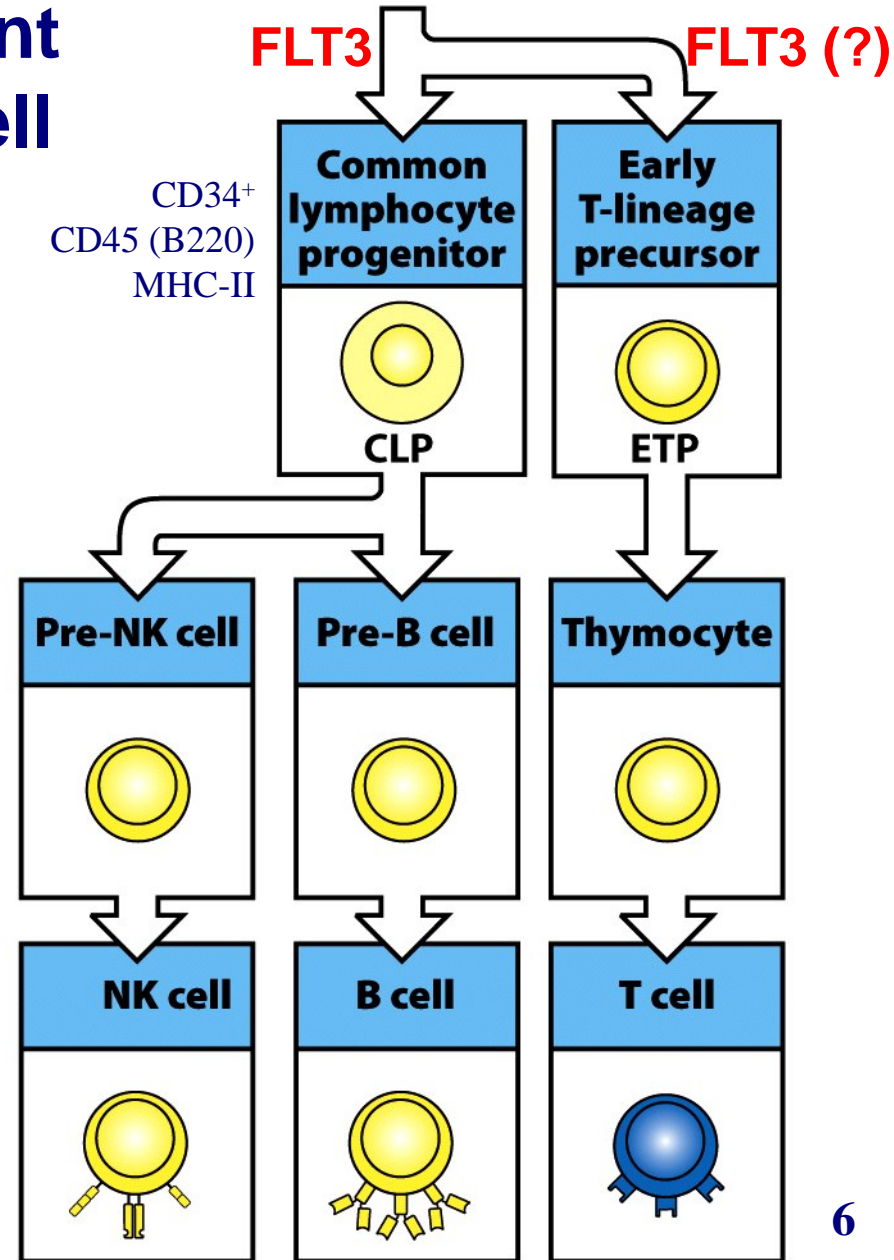 nt
ell
FLT3
FLT3 (?)
CD34⁺
CD45 (B220)
MHC-II
Common
lymphocyte
progenitor
CLP
Early
T-lineage
precursor
ETP
Pre-NK cell
Pre-B cell
Thymocyte
NK cell
B cell
T cell
6